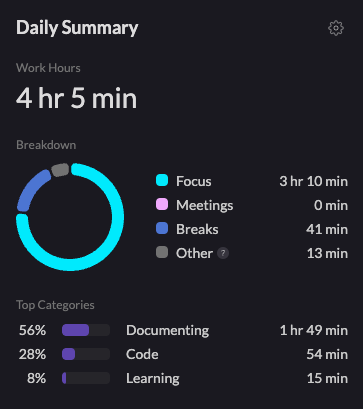 Daily Summary
Work Hours
4 hr 5 min
Breakdown
Focus 3 hr 10 min
Meetings 0 min
Breaks 41 min
Other ? 13 min
Top Categories
56% Documenting 1 hr 49 min
28% Code 54 min
8% Learning 15 min